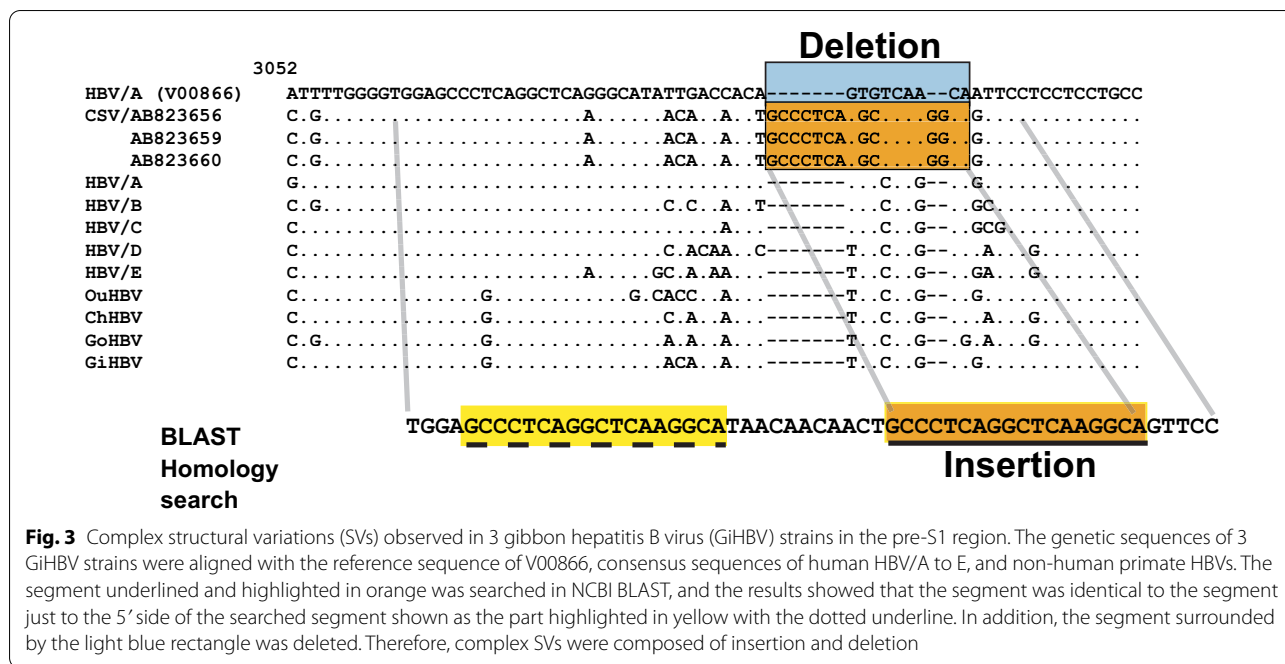 Deletion
3052
HBV/A (V00866) ATTTTGGGGTGGAGCCCTCAGGCTCAGGGCATATTGACCACA-------GTGTCAA--CAATTCCTCCTCCTGCC
CSV/AB823656 C.G.......................A......ACA..A..TGCCCTCA.GC....GG..G..............
AB823659 C.G.......................A......ACA..A..TGCCCTCA.GC....GG..G..............
AB823660 C.G.......................A......ACA..A..TGCCCTCA.GC....GG..G..............
HBV/A G.........................................-------...C..G--..G..............
HBV/B C.G..............................C.C..A..T-------...C..G--..GC.............
HBV/C C.....................................A...-------...C..G--..GCG............
HBV/D C................................C.ACAA..C-------T..C..G--...A...G.........
HBV/E C.........................A.....GC.A.AA...-------T..C..G--..GA...G.........
OuHBV C................G............G.CACC..A...-------T..C..G--..G..............
ChHBV C................G...............C.A..A...-------T..C..G--...A...G.........
GoHBV C.G..............G...............A.A..A...-------T..C..G--.G.A...G.........
GiHBV C................G...............ACA..A...-------T..C..G--..G..............
TGGAGCCCTCAGGCTCAAGGCATAACAACAACTGCCCTCAGGCTCAAGGCAGTTCC
BLAST
Homology
search
Insertion
Fig. 3 Complex structural variations (SVs) observed in 3 gibbon hepatitis B virus (GiHBV) strains in the pre-S1 region. The genetic sequences of 3
GiHBV strains were aligned with the reference sequence of V00866, consensus sequences of human HBV/A to E, and non-human primate HBVs. The
segment underlined and highlighted in orange was searched in NCBI BLAST, and the results showed that the segment was identical to the segment
just to the 5′ side of the searched segment shown as the part highlighted in yellow with the dotted underline. In addition, the segment surrounded
by the light blue rectangle was deleted. Therefore, complex SVs were composed of insertion and deletion